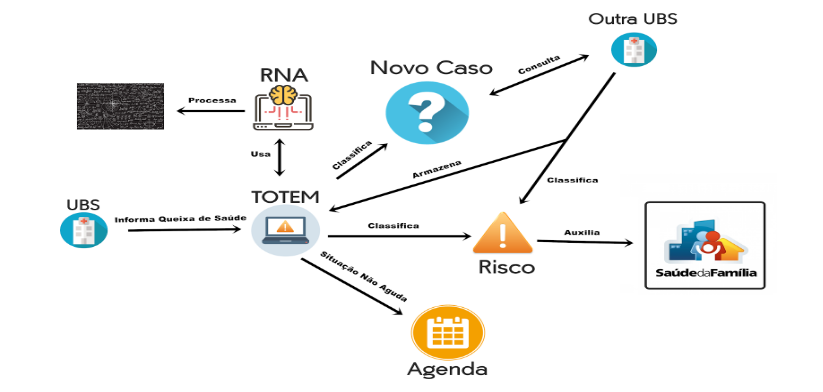 Outra UBS
RNA
Novo Caso
Consulta
Processa
Usa
Classifica
Armazena
Classifica
UBS
TOTEM
Informa Queixa de Saúde
Classifica
Auxilia
Risco
SaúdedaFamília
Situação Não Aguda
Agenda